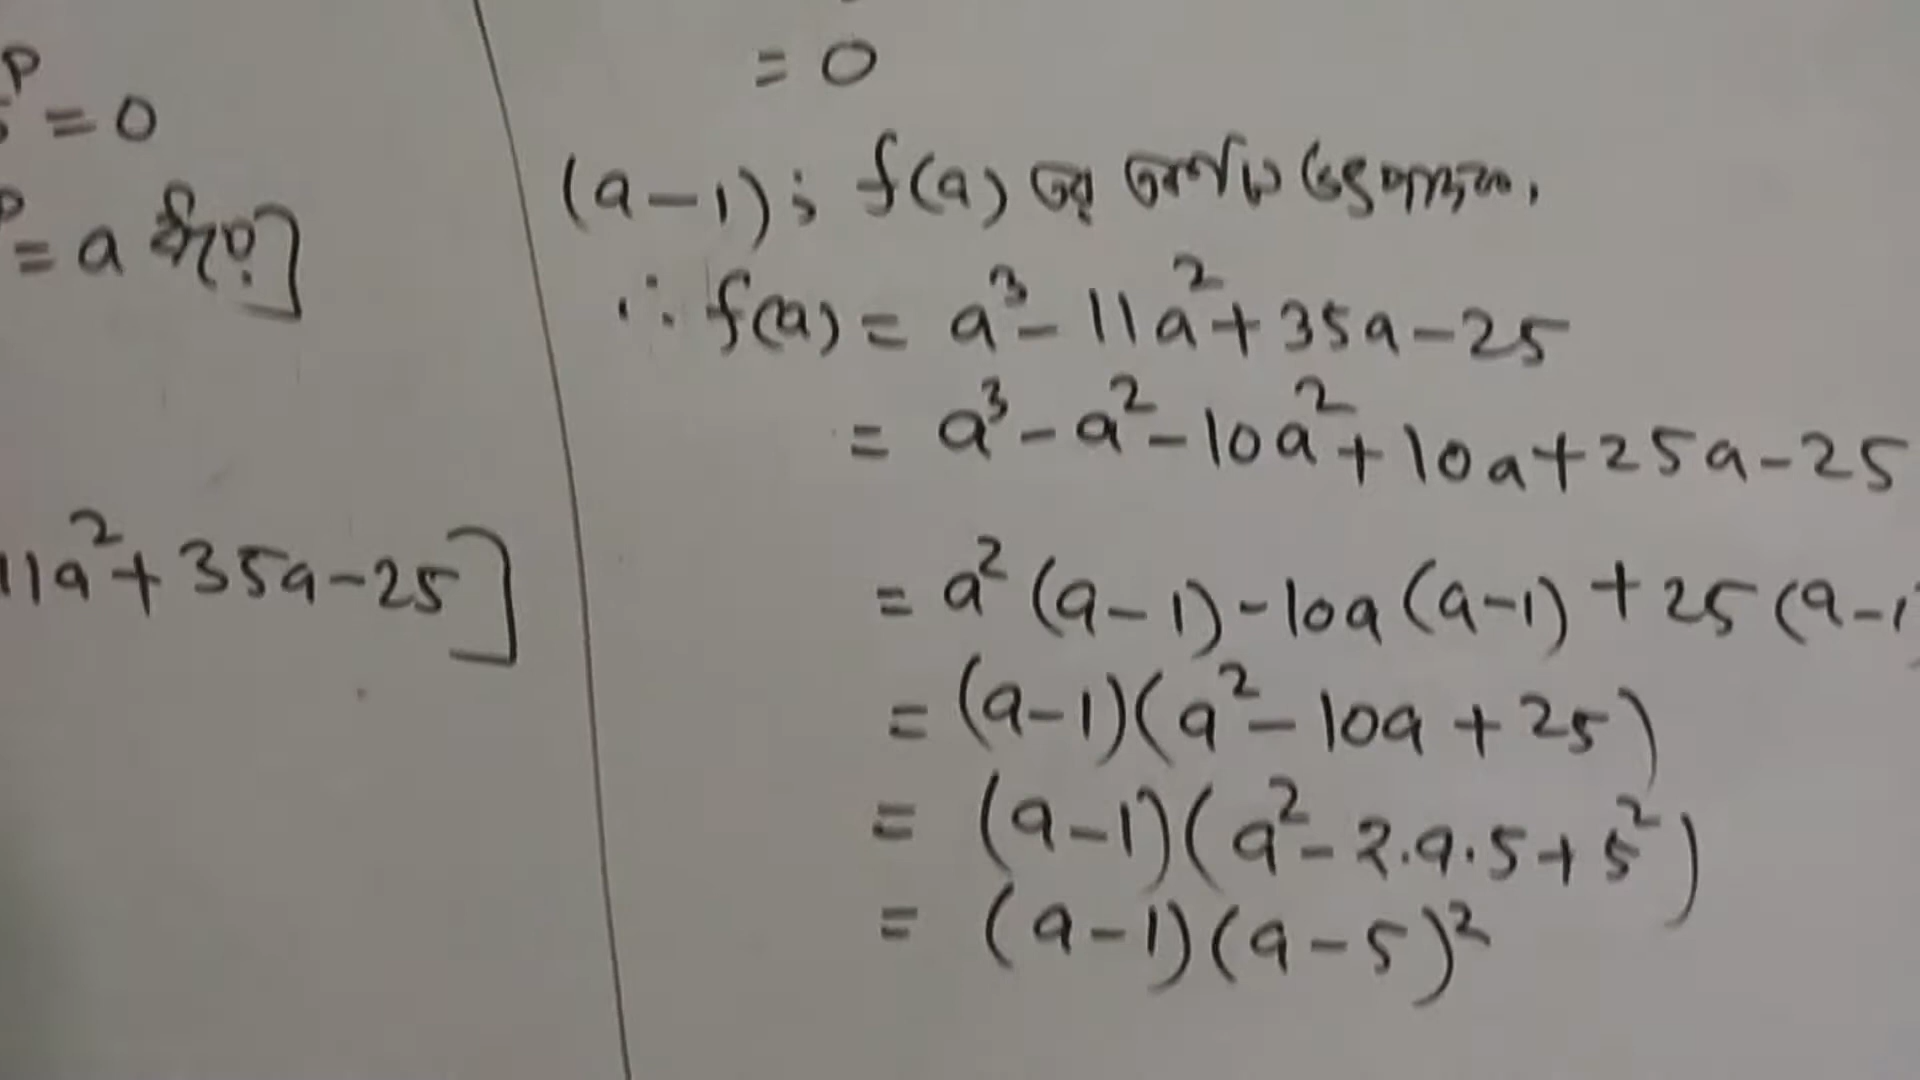 P = 0
P = a ধরে]
11a² + 35a - 25]
= 0
(a-1); f(a) এর একটি উৎপাদক,
∴ f(a) = a³ - 11a² + 35a - 25
= a³ - a² - 10a² + 10a + 25a - 25
= a² (a-1) - 10a (a-1) + 25 (a-1)
= (a-1)(a² - 10a + 25)
= (a-1)(a² - 2.a.5 + 5²)
= (a-1)(a-5)²